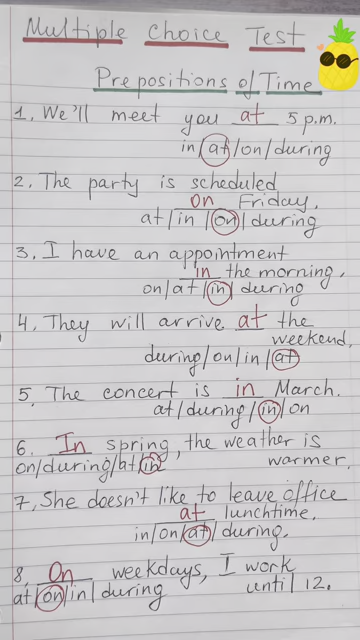 Multiple Choice Test
Prepositions of Time
1. We'll meet you at 5 p.m.
in/at/on/during
2. The party is scheduled
on Friday.
at/in/on/during
3. I have an appointment
in the morning.
on/at/in/during
4. They will arrive at the
weekend.
during/on/in/at
5. The concert is in March.
at/during/in/on
6. In spring, the weather is
on/during/at/in warmer.
7, She doesn't like to leave office
at lunchtime.
in/on/at/during.
8, On weekdays, I work
at/on/in/during until 12.